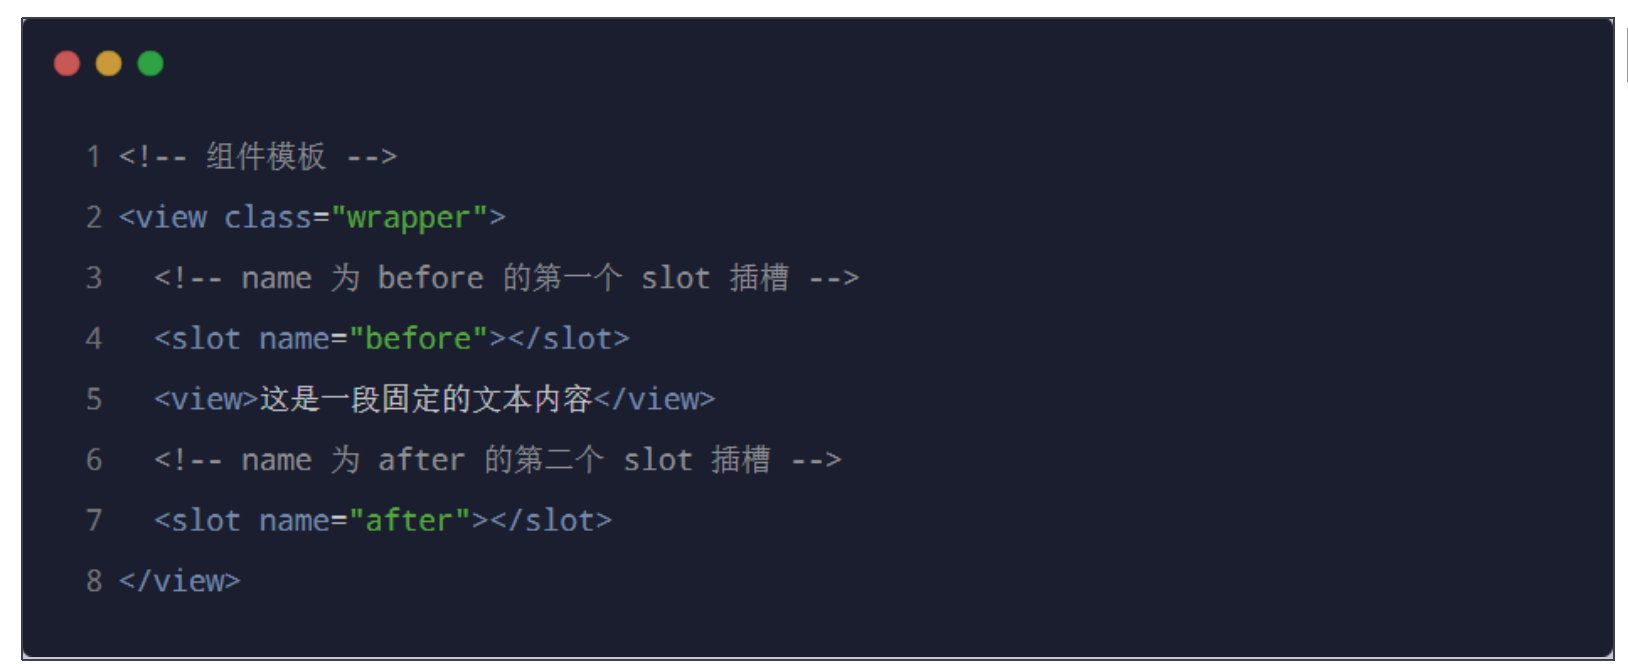 1 <!-- 组件模板 -->
2 <view class="wrapper">
3   <!-- name 为 before 的第一个 slot 插槽 -->
4   <slot name="before"></slot>
5   <view>这是一段固定的文本内容</view>
6   <!-- name 为 after 的第二个 slot 插槽 -->
7   <slot name="after"></slot>
8 </view>